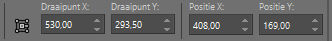 Draaipunt X: Draaipunt Y: Positie X: Positie Y:
530,00 293,50 408,00 169,00